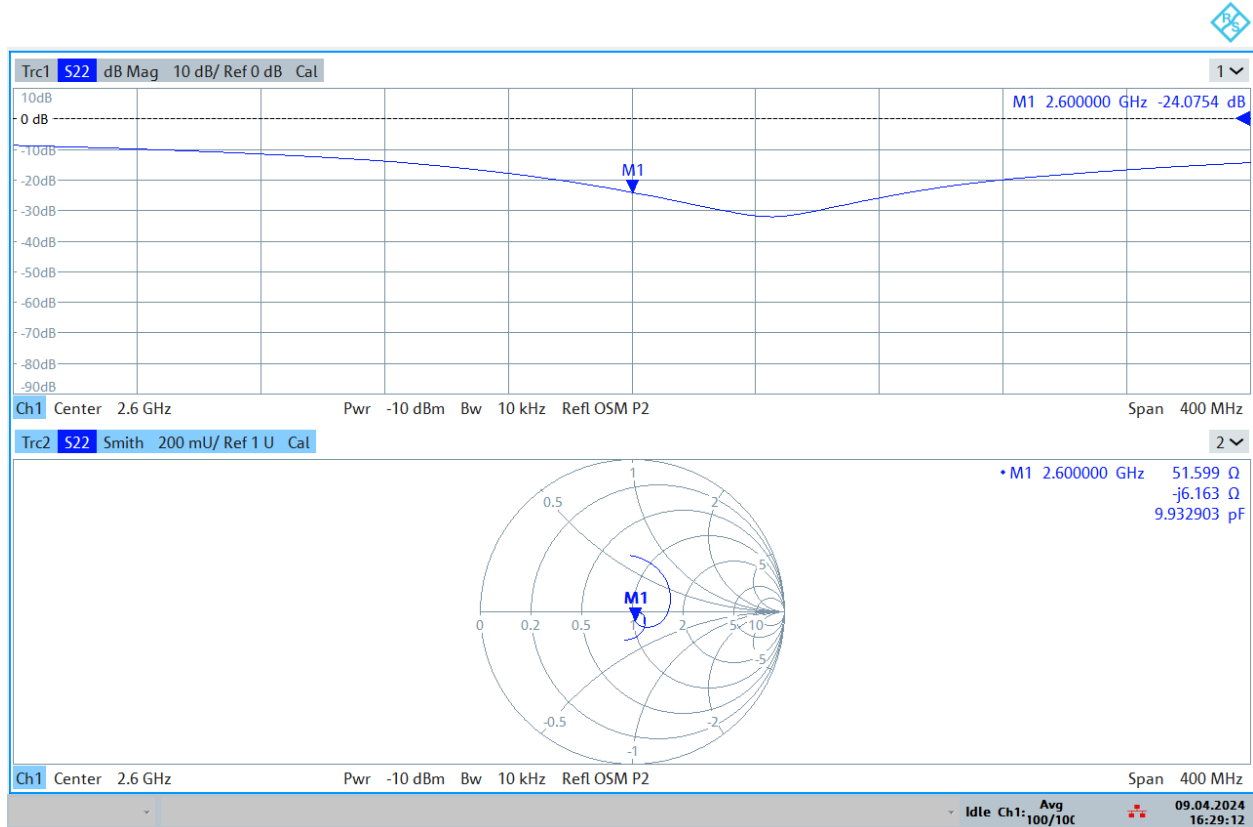 R S
Trc1 S22 dB Mag 10 dB/ Ref 0 dB Cal 1
10dB M1 2.600000 GHz -24.0754 dB
0 dB
-10dB
M1
-20dB
-30dB
-40dB
-50dB
-60dB
-70dB
-80dB
-90dB
Ch1 Center 2.6 GHz Pwr -10 dBm Bw 10 kHz Refl OSM P2 Span 400 MHz
Trc2 S22 Smith 200 mU/ Ref 1 U Cal 2
1 • M1 2.600000 GHz 51.599 Ω
0.5 2 -j6.163 Ω
9.932903 pF
5
M1
0 0.2 0.5 1 2 5 10
-5
-0.5 -2
-1
Ch1 Center 2.6 GHz Pwr -10 dBm Bw 10 kHz Refl OSM P2 Span 400 MHz
Idle Ch1: Avg 09.04.2024
100/100 16:29:12